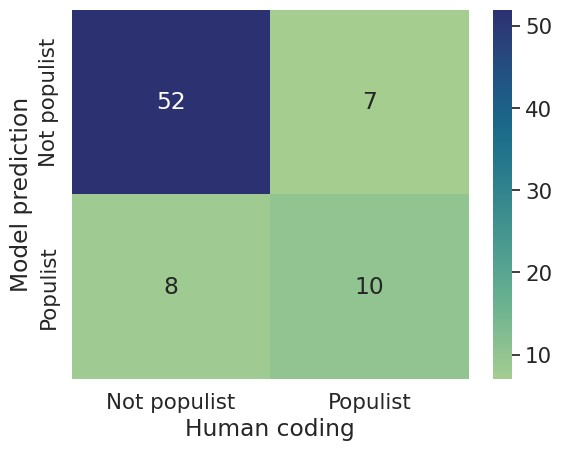 Model prediction
Not populist
Populist
52
7
8
10
Not populist
Populist
Human coding
50
40
30
20
10